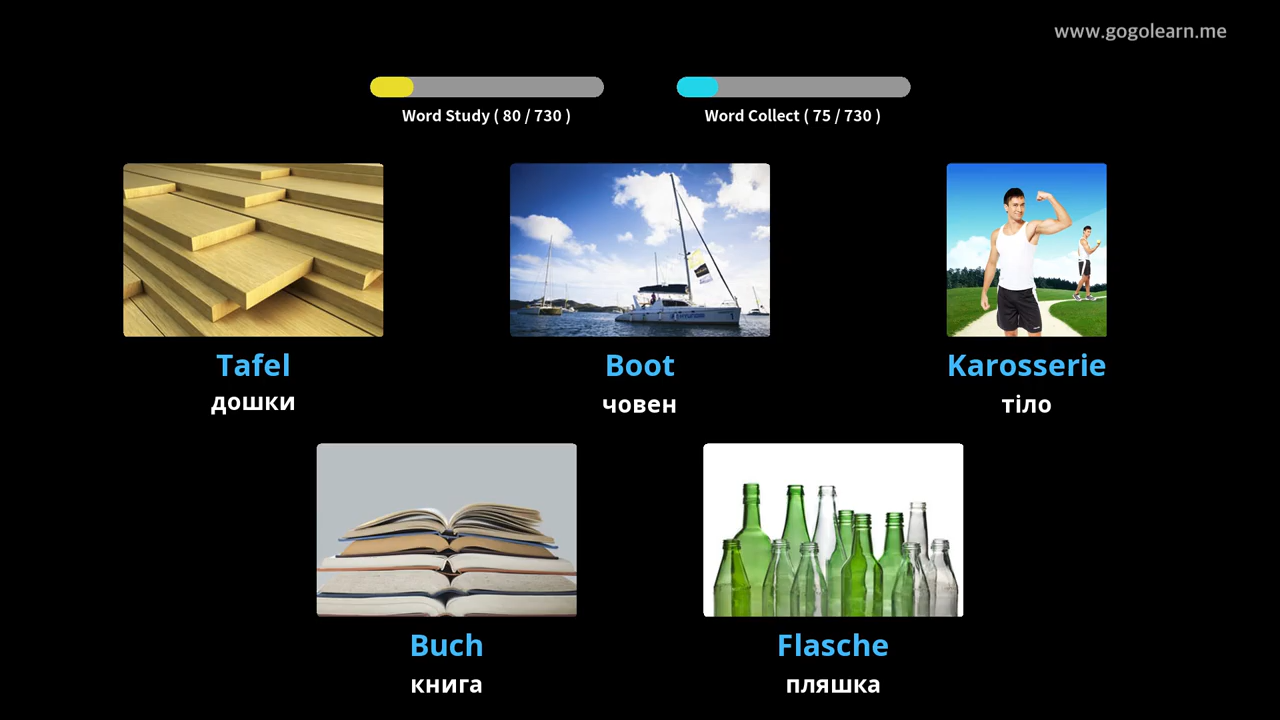 www.gogolearn.me
Word Study ( 80 / 730 )
Word Collect ( 75 / 730 )
Tafel
дошки
Boot
човен
Karosserie
тіло
Buch
книга
Flasche
пляшка